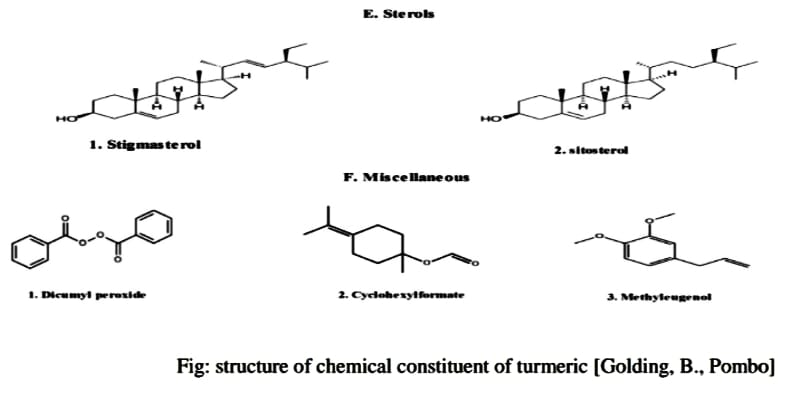 E. Sterols
H
H
H
H
HO
H
H
H
H
HO
1. Stigmasterol
2. sitosterol
F. Miscellaneous
O
O
O
O
O
O
O
O
1. Dicumyl peroxide
2. Cyclohexylformate
3. Methyleugenol
Fig: structure of chemical constituent of turmeric [Golding, B., Pombo]